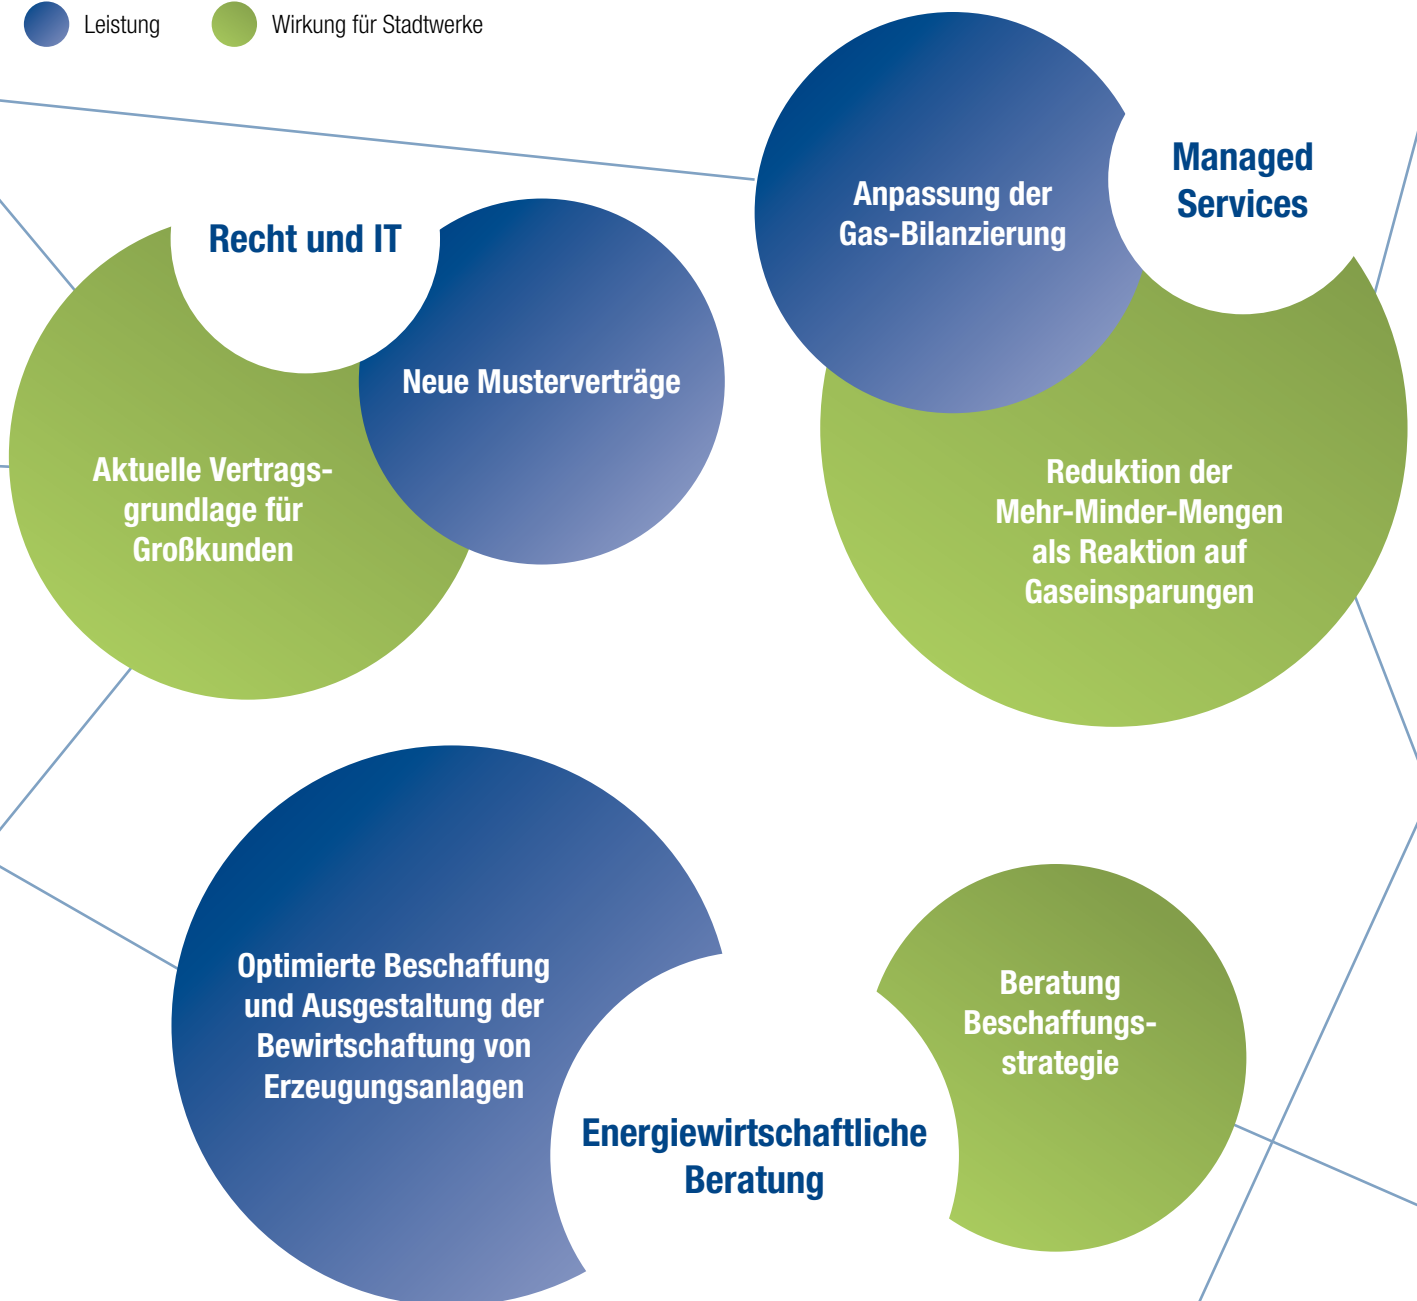 Leistung
Wirkung für Stadtwerke
Recht und IT
Neue Musterverträge
Aktuelle Vertrags-
grundlage für
Großkunden
Managed
Services
Anpassung der
Gas-Bilanzierung
Reduktion der
Mehr-Minder-Mengen
als Reaktion auf
Gaseinsparungen
Optimierte Beschaffung
und Ausgestaltung der
Bewirtschaftung von
Erzeugungsanlagen
Energiewirtschaftliche
Beratung
Beratung
Beschaffungs-
strategie